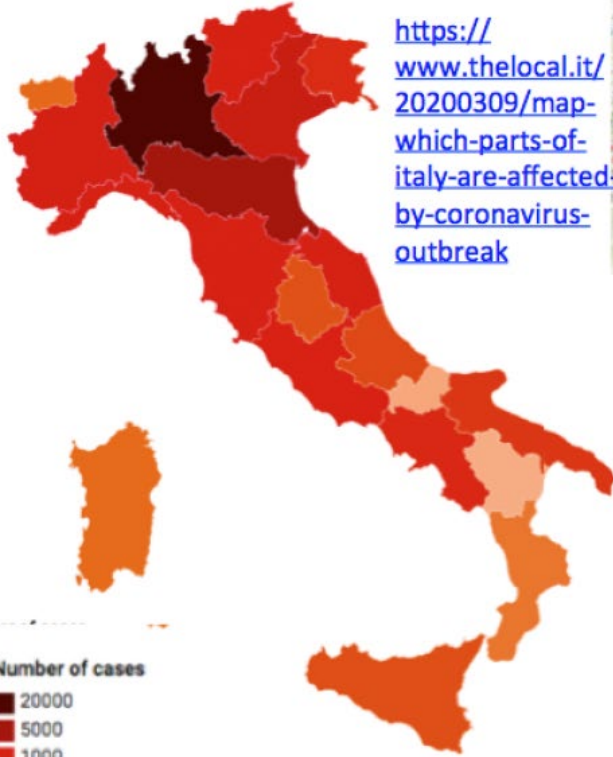 https://
www.thelocal.it/
20200309/map-
which-parts-of-
italy-are-affected-
by-coronavirus-
outbreak
Number of cases
20000
5000
1000